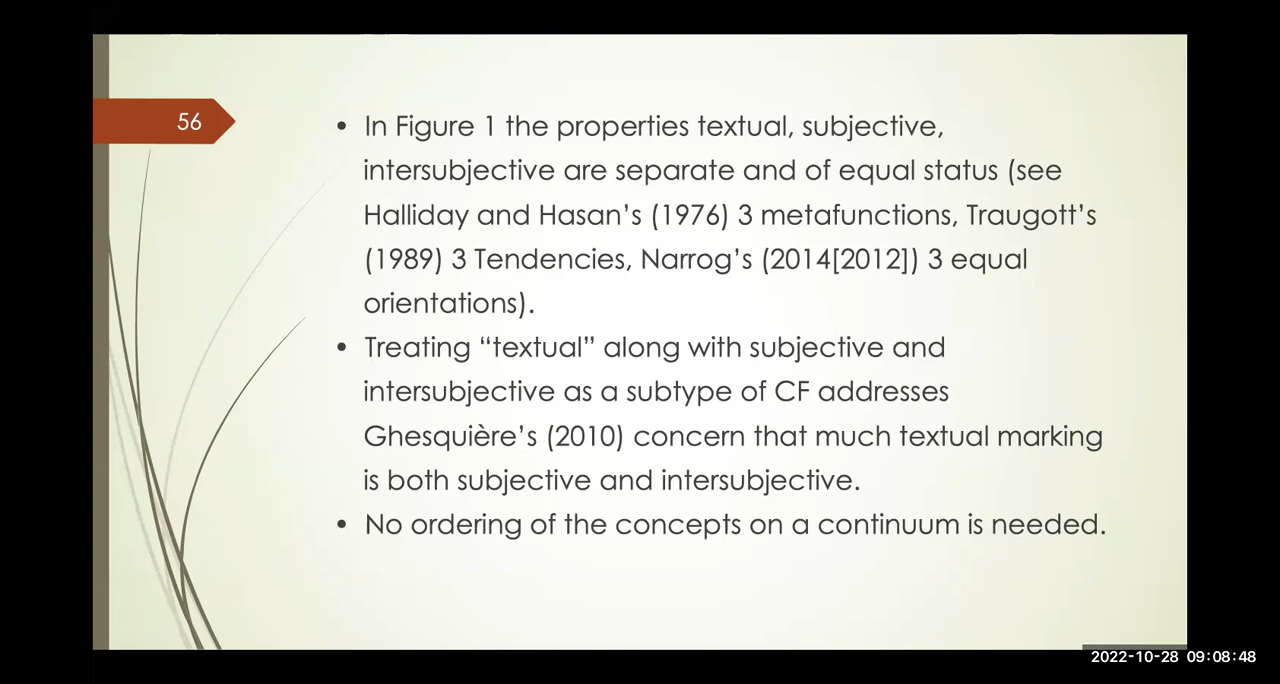 56
• In Figure 1 the properties textual, subjective,
intersubjective are separate and of equal status (see
Halliday and Hasan’s (1976) 3 metafunctions, Traugott’s
(1989) 3 Tendencies, Narrog’s (2014[2012]) 3 equal
orientations).
• Treating “textual” along with subjective and
intersubjective as a subtype of CF addresses
Ghesquière’s (2010) concern that much textual marking
is both subjective and intersubjective.
• No ordering of the concepts on a continuum is needed.
2022-10-28 09:08:48